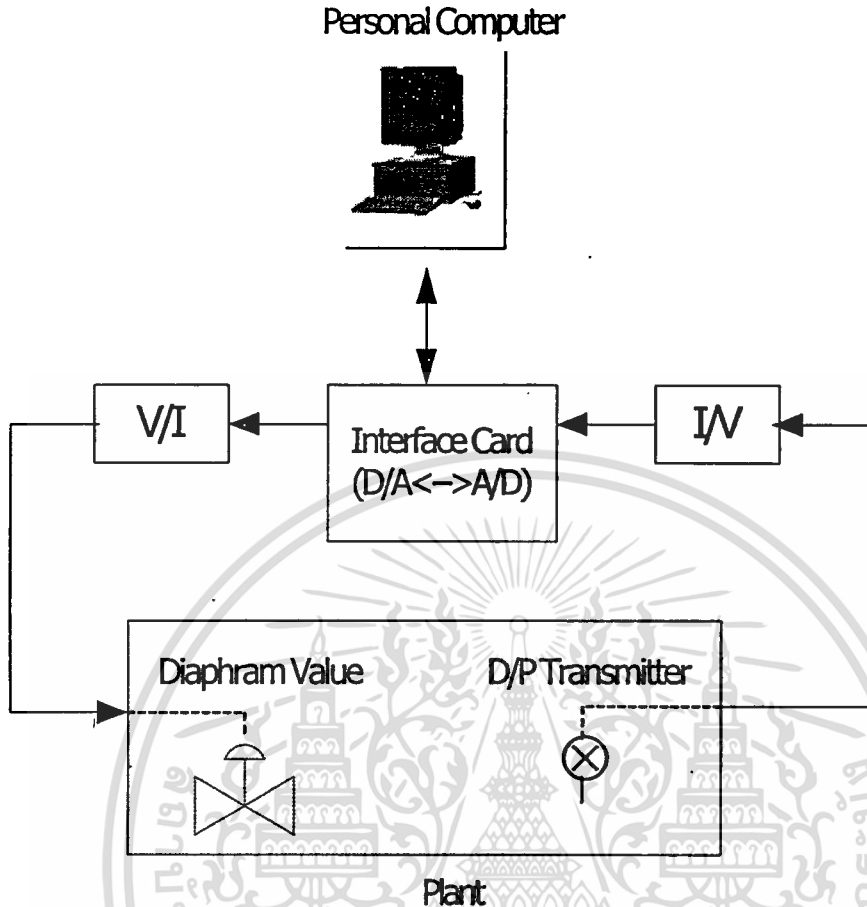 Personal Computer
V/I
Interface Card
(D/A<-->A/D)
I/V
Diaphram Value
D/P Transmitter
Plant